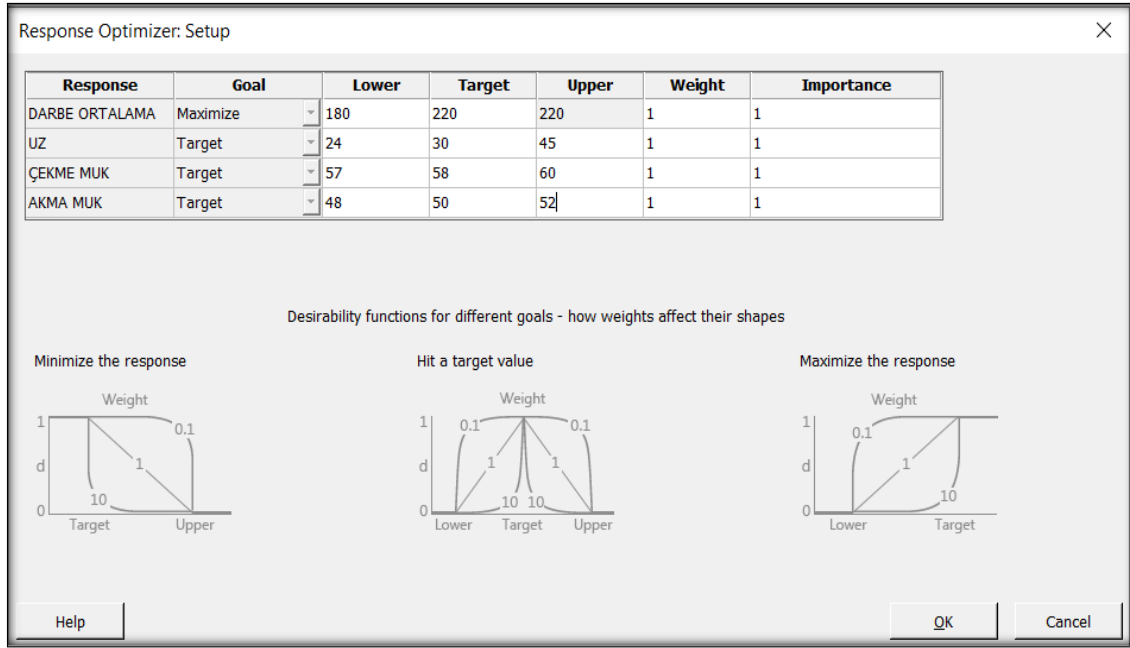 Response Optimizer: Setup
Response Goal Lower Target Upper Weight Importance
DARBE ORTALAMA Maximize 180 220 220 1 1
UZ Target 24 30 45 1 1
ÇEKME MUK Target 57 58 60 1 1
AKMA MUK Target 48 50 52 1 1
Desirability functions for different goals - how weights affect their shapes
Minimize the response Hit a target value Maximize the response
Weight Weight Weight
1 0.1 1 0.1 0.1 1 0.1
d 1 d 1 1 d 1
10 10 10 10
0 0 0
Target Upper Lower Target Upper Lower Target
Help OK Cancel